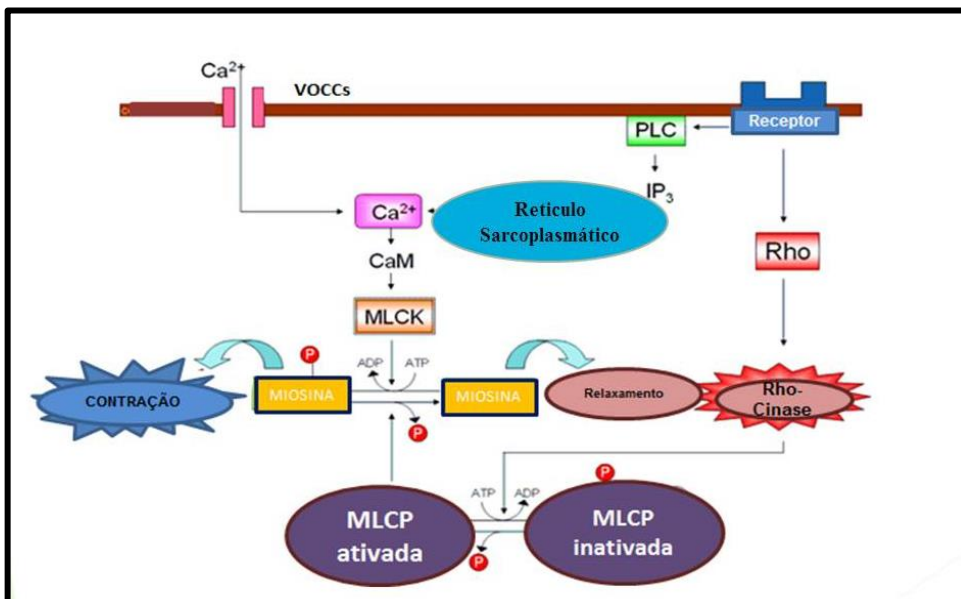 Ca2+
VOCCs
Receptor
PLC
IP3
Reticulo
Sarcoplasmático
Ca2+
CaM
Rho
MLCK
P
ADP
ATP
CONTRAÇÃO
MIOSINA
MIOSINA
Relaxamento
Rho-
Cinase
P
P
ATP
ADP
MLCP
ativada
MLCP
inativada
P